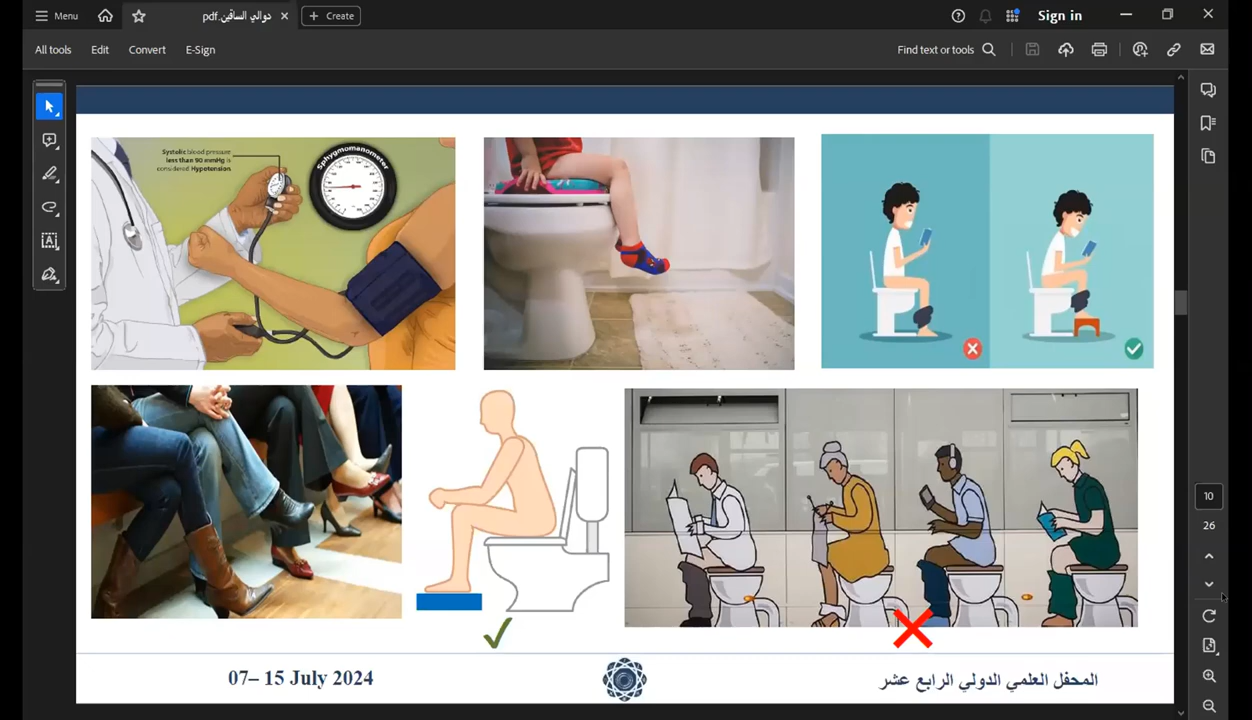 Menu
دوالي الساقين.pdf
Create
Sign in
All tools
Edit
Convert
E-Sign
Find text or tools
Systolic blood pressure
less than 90 mmHg is
considered Hypotension
Sphygmomanometer
10
26
07– 15 July 2024
المحفل العلمي الدولي الرابع عشر